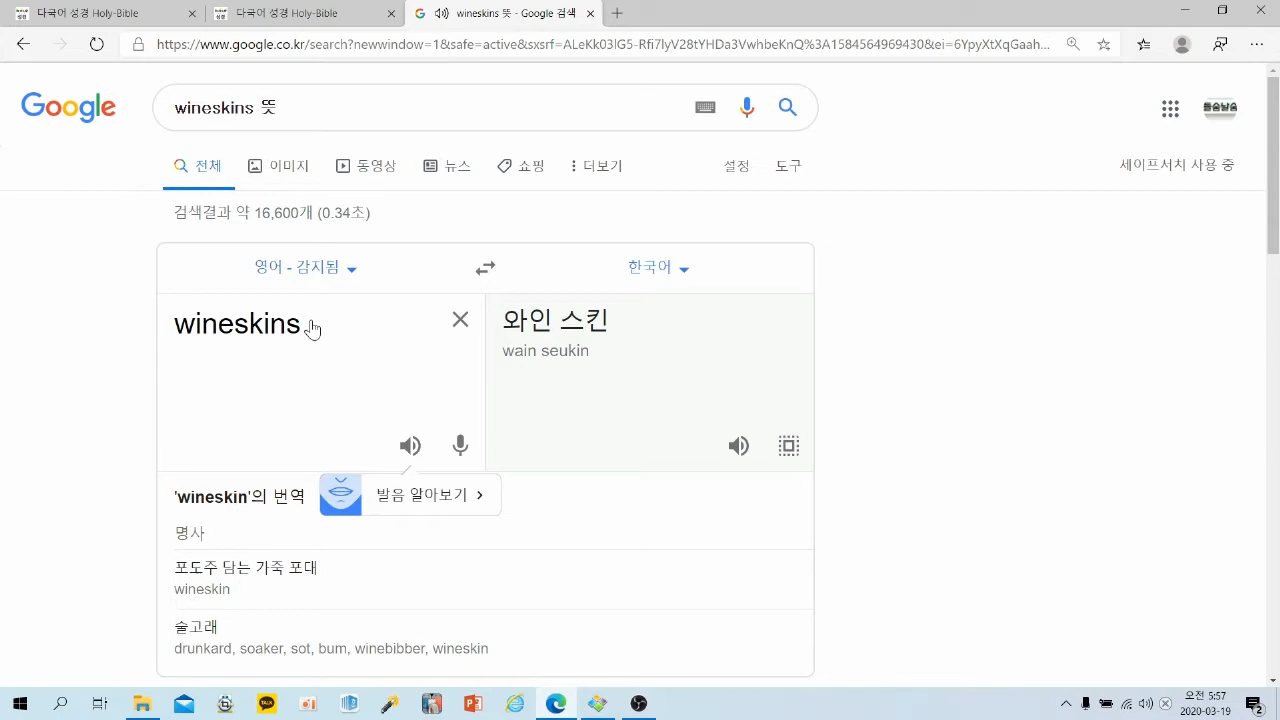 다국어 성경 Holy-Bible
다국어 성경 Holy-Bible
wineskins 뜻 - Google 검색
https://www.google.co.kr/search?newwindow=1&safe=active&sxsrf=ALeKk03lG5-Rfi7lyV28tYHDa3VwhbeKnQ%3A1584564969430&ei=6YpyXtXqGaah...
Google
wineskins 뜻
돌솜날솜
전체
이미지
동영상
뉴스
쇼핑
더보기
설정
도구
세이프서치 사용 중
검색결과 약 16,600개 (0.34초)
영어 - 감지됨
한국어
wineskins
와인 스킨
wain seukin
'wineskin'의 번역
발음 알아보기
명사
포도주 담는 가죽 포대
wineskin
술고래
drunkard, soaker, sot, bum, winebibber, wineskin
TALK
오전 5:57
2020-03-19
2